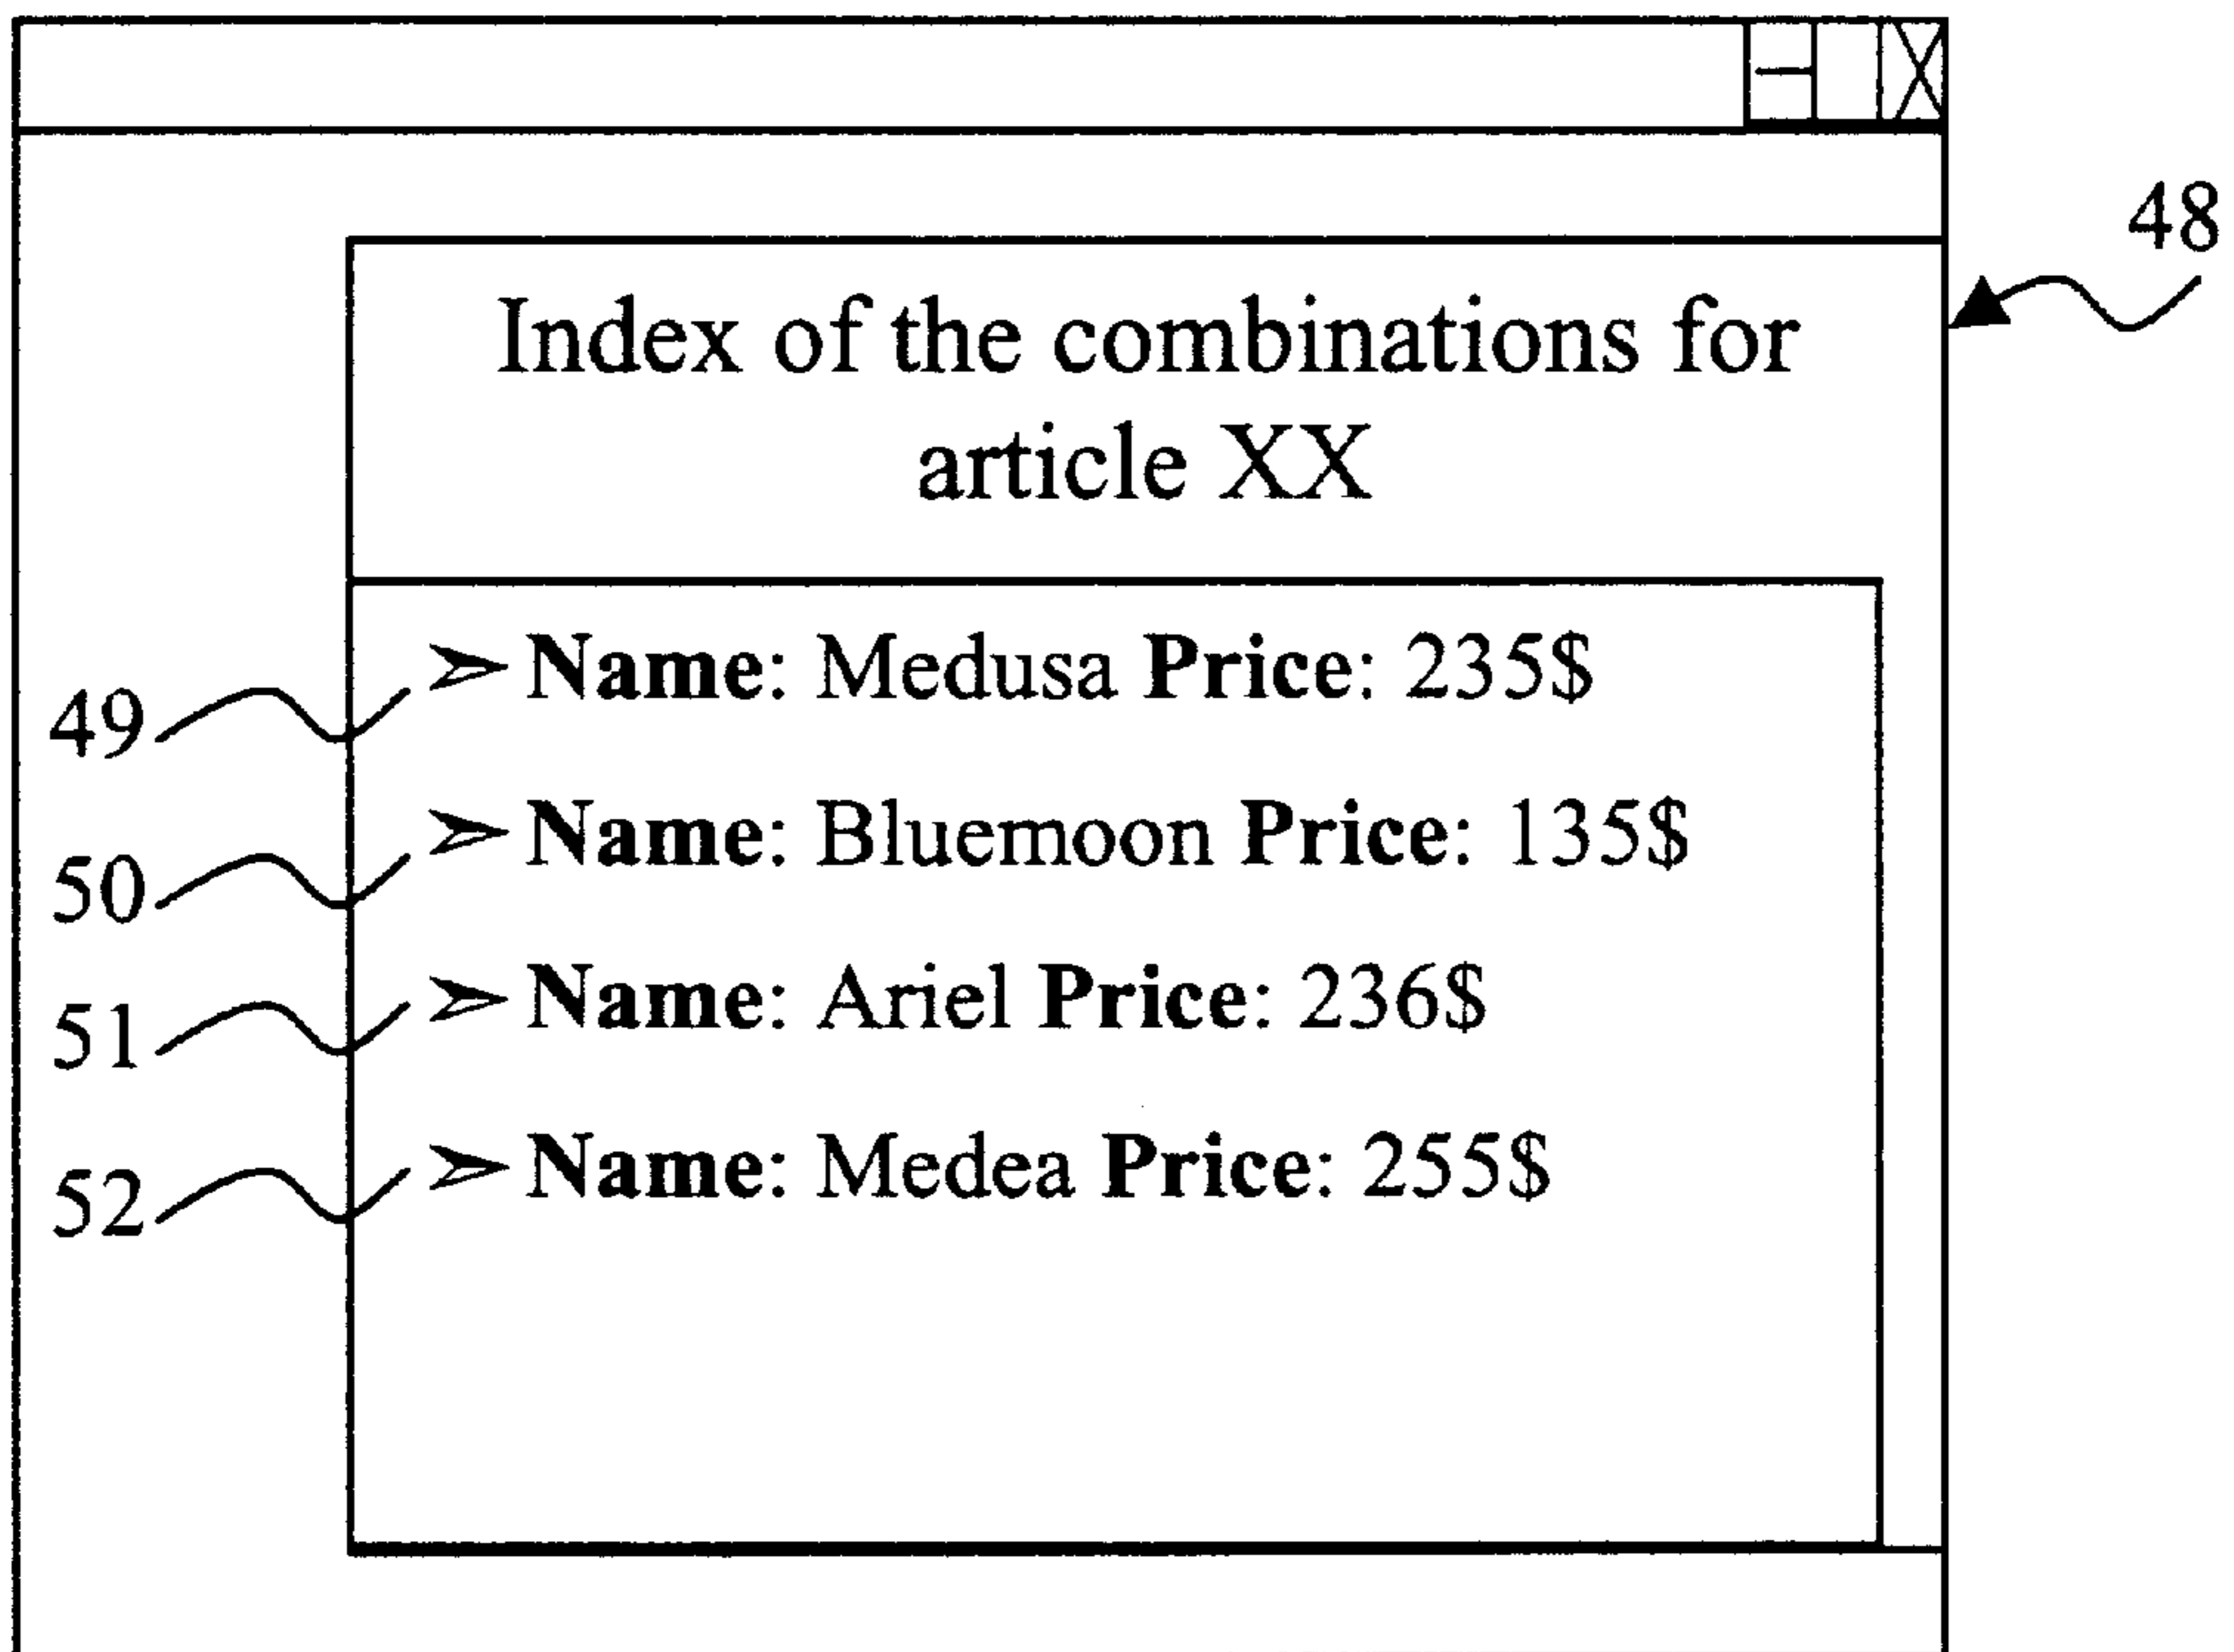 48
Index of the combinations for
article XX
➢ Name: Medusa Price: 235$
49
➢ Name: Bluemoon Price: 135$
50
➢ Name: Ariel Price: 236$
51
➢ Name: Medea Price: 255$
52